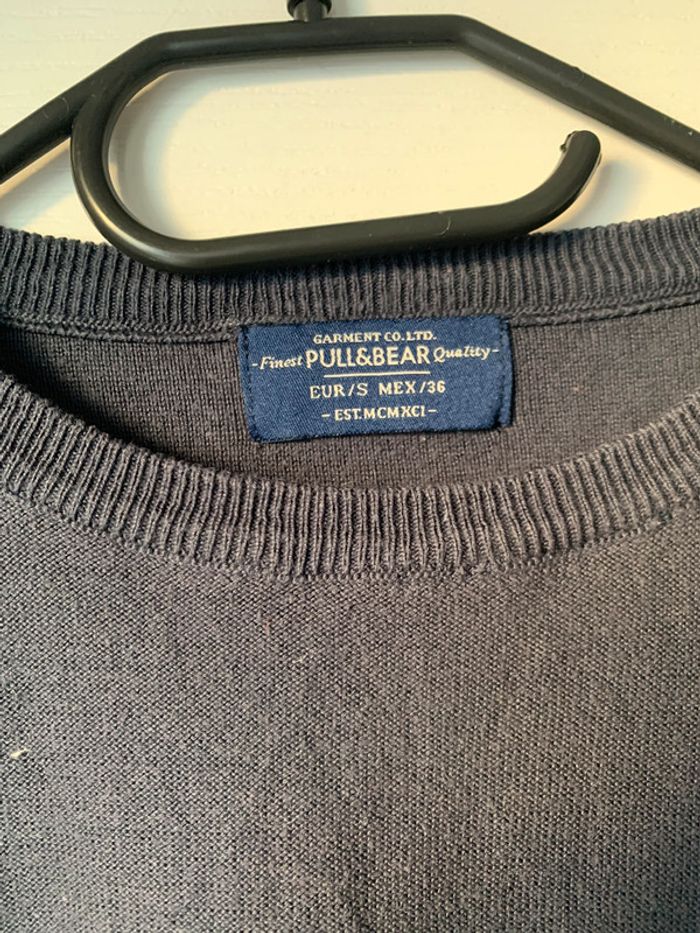 GARMENT CO.LTD.
-Finest PULL&BEAR Quality-
EUR/S MEX/36
- EST.MCMXCI -